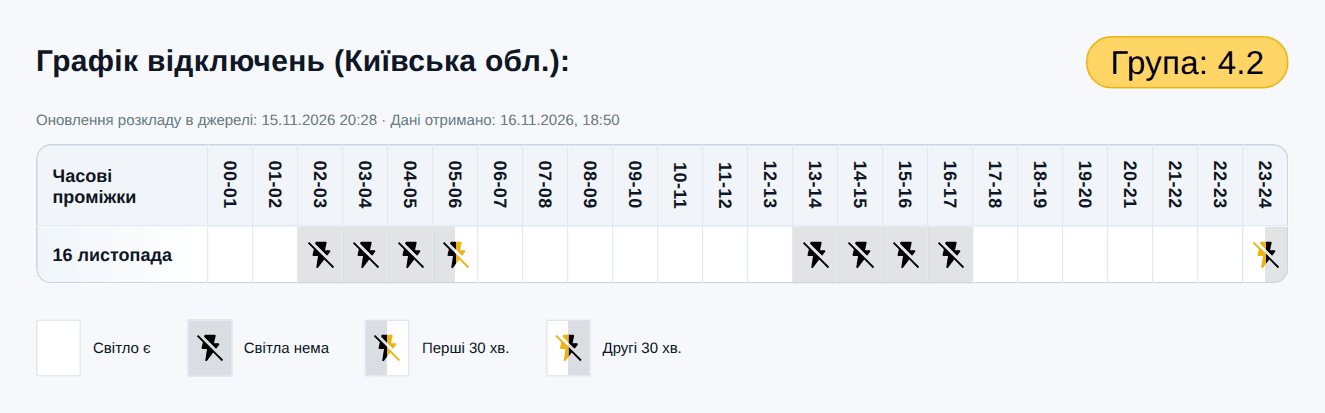 Графік відключень (Київська обл.):
Група: 4.2
Оновлення розкладу в джерелі: 15.11.2026 20:28 · Дані отримано: 16.11.2026, 18:50
Часові
проміжки
00-01
01-02
02-03
03-04
04-05
05-06
06-07
07-08
08-09
09-10
10-11
11-12
12-13
13-14
14-15
15-16
16-17
17-18
18-19
19-20
20-21
21-22
22-23
23-24
16 листопада
Світло є
Світла нема
Перші 30 хв.
Другі 30 хв.